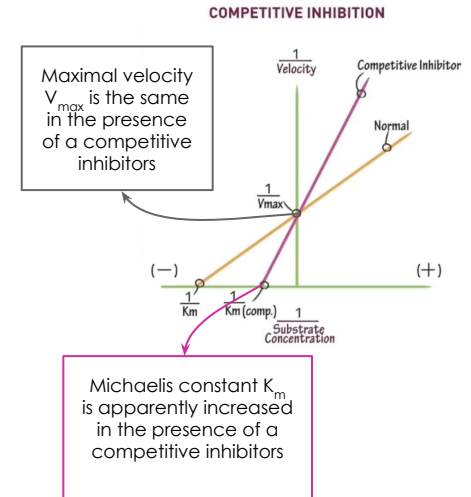 COMPETITIVE INHIBITION
Maximal velocity
Vmax is the same
in the presence
of a competitive
inhibitors
1
Velocity
Competitive Inhibitor
Normal
1
Vmax
(−)
(+)
1
Km
1
Km (comp.)
1
Substrate
Concentration
Michaelis constant Km
is apparently increased
in the presence of a
competitive inhibitors